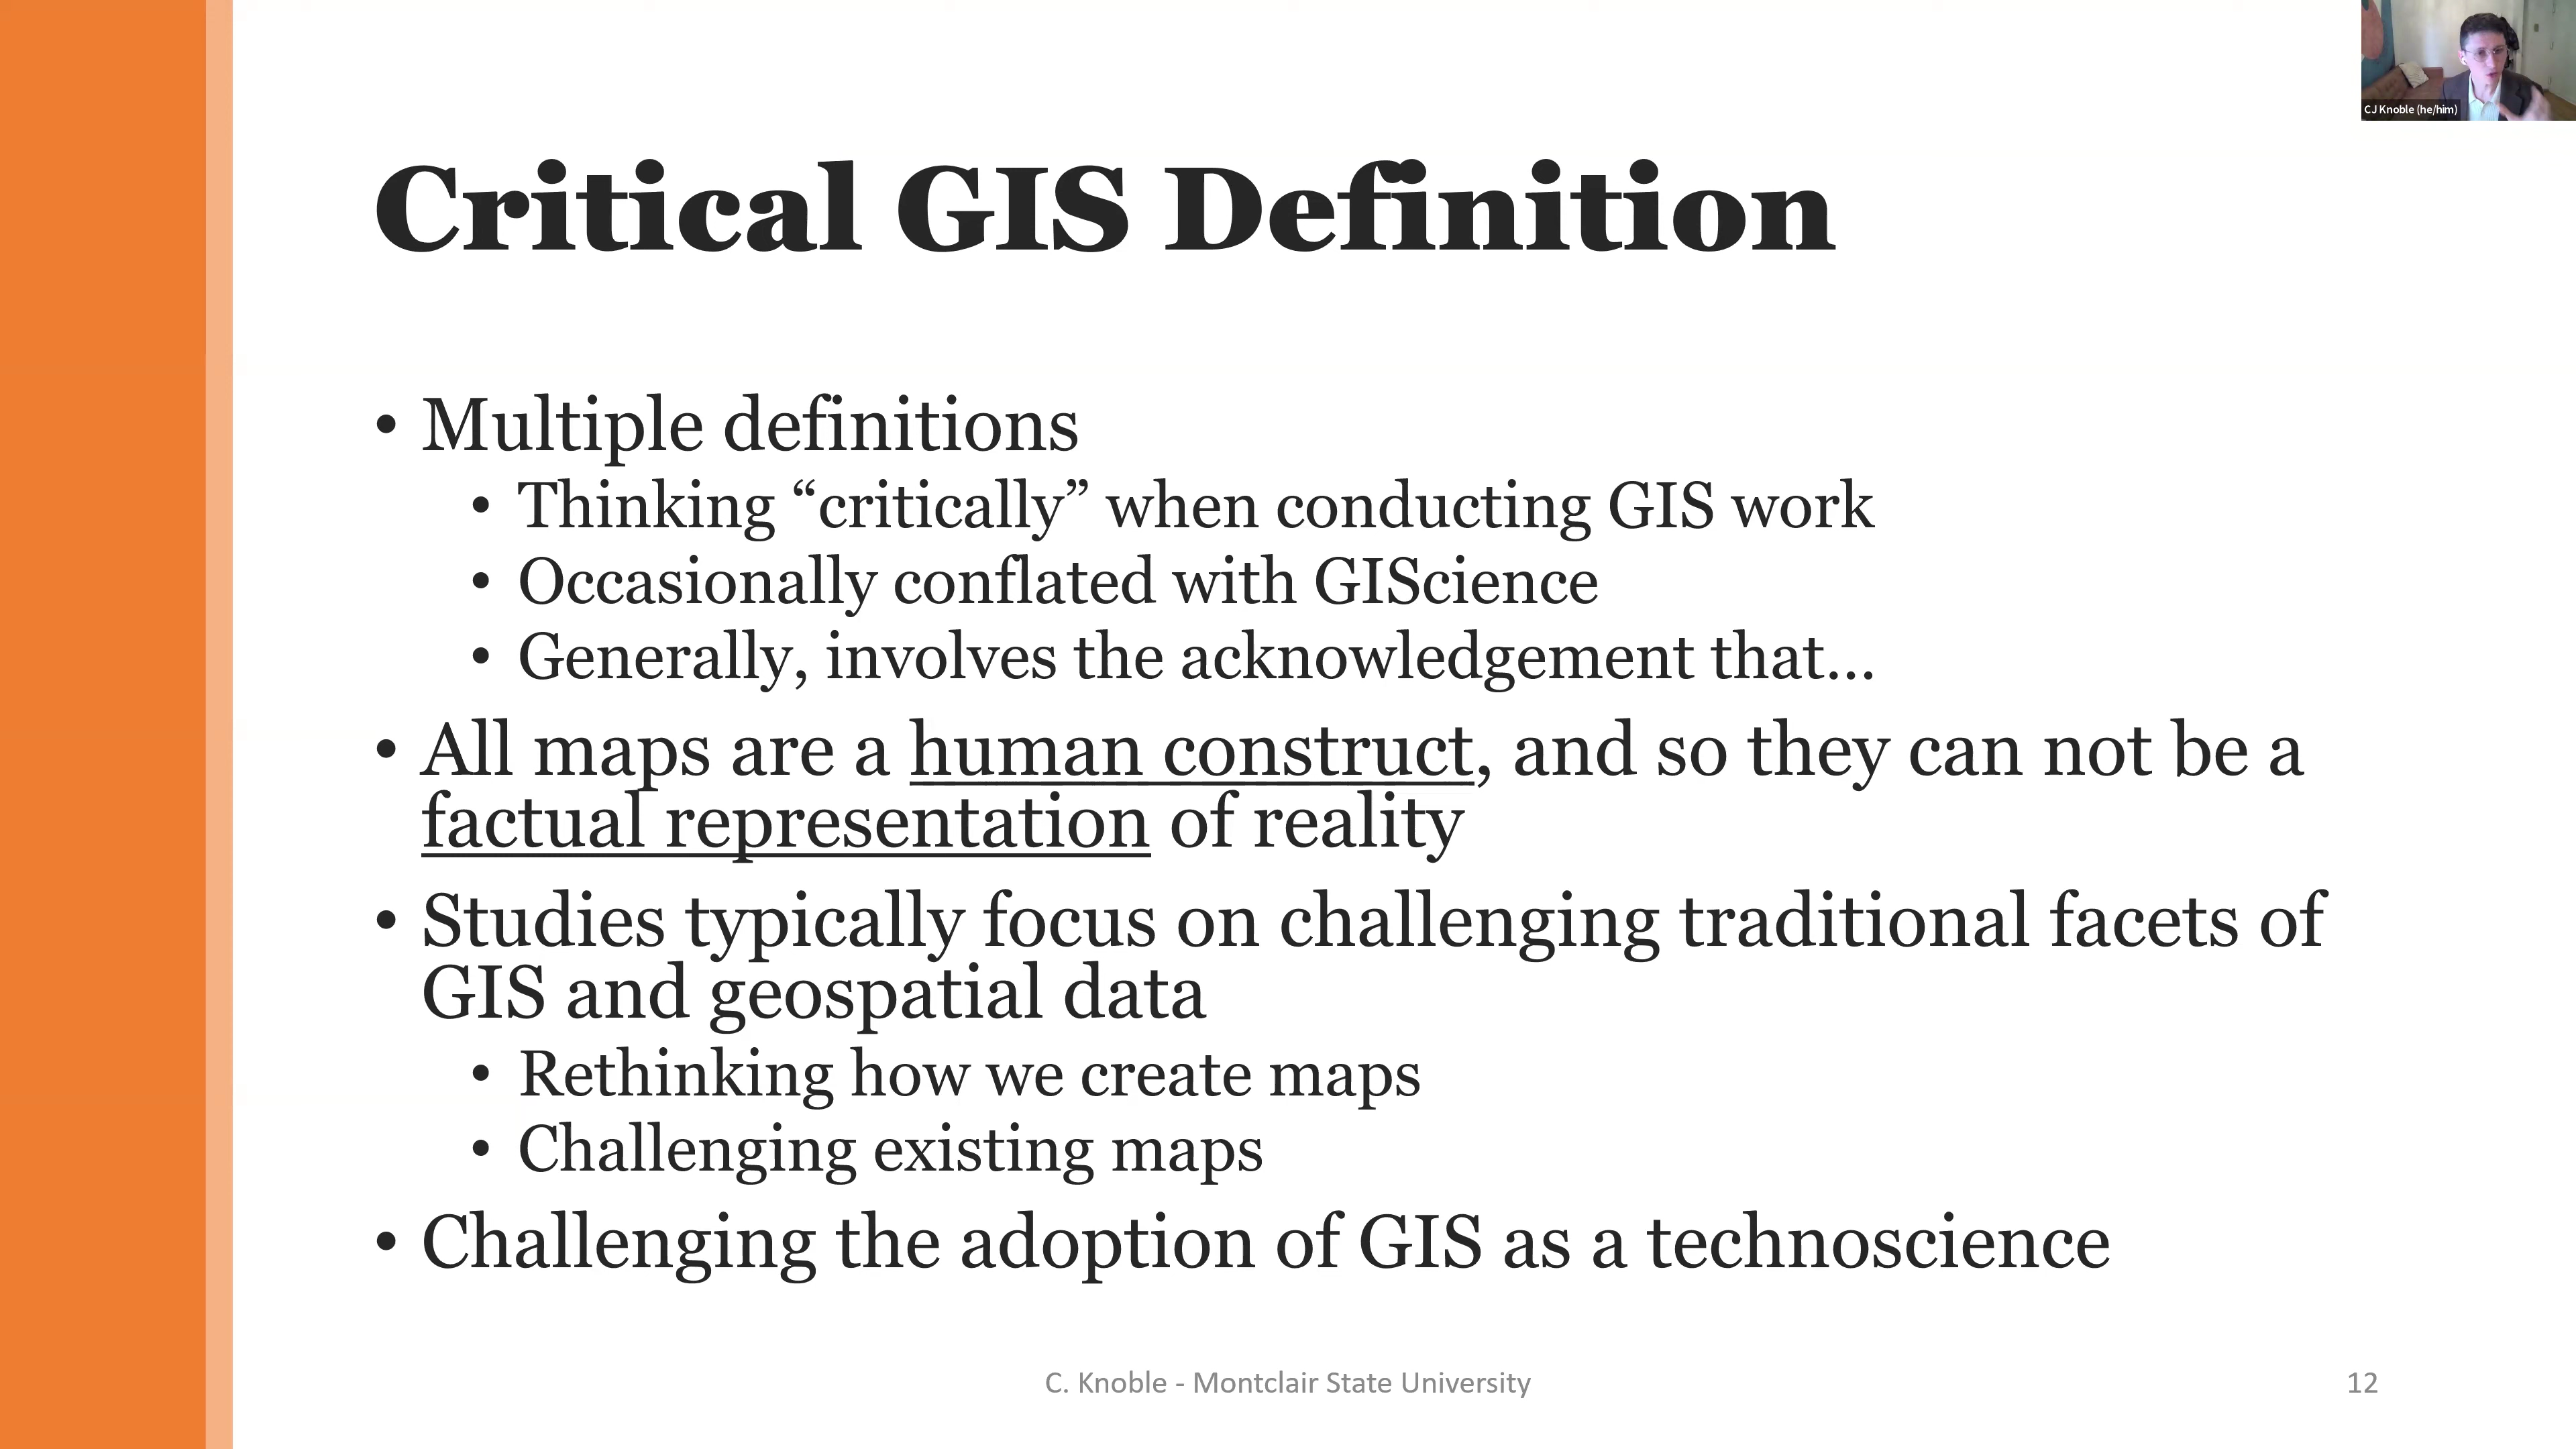 CJ Knoble (he/him)
Critical GIS Definition
• Multiple definitions
• Thinking “critically” when conducting GIS work
• Occasionally conflated with GIScience
• Generally, involves the acknowledgement that...
• All maps are a human construct, and so they can not be a
factual representation of reality
• Studies typically focus on challenging traditional facets of
GIS and geospatial data
• Rethinking how we create maps
• Challenging existing maps
• Challenging the adoption of GIS as a technoscience
C. Knoble - Montclair State University
12